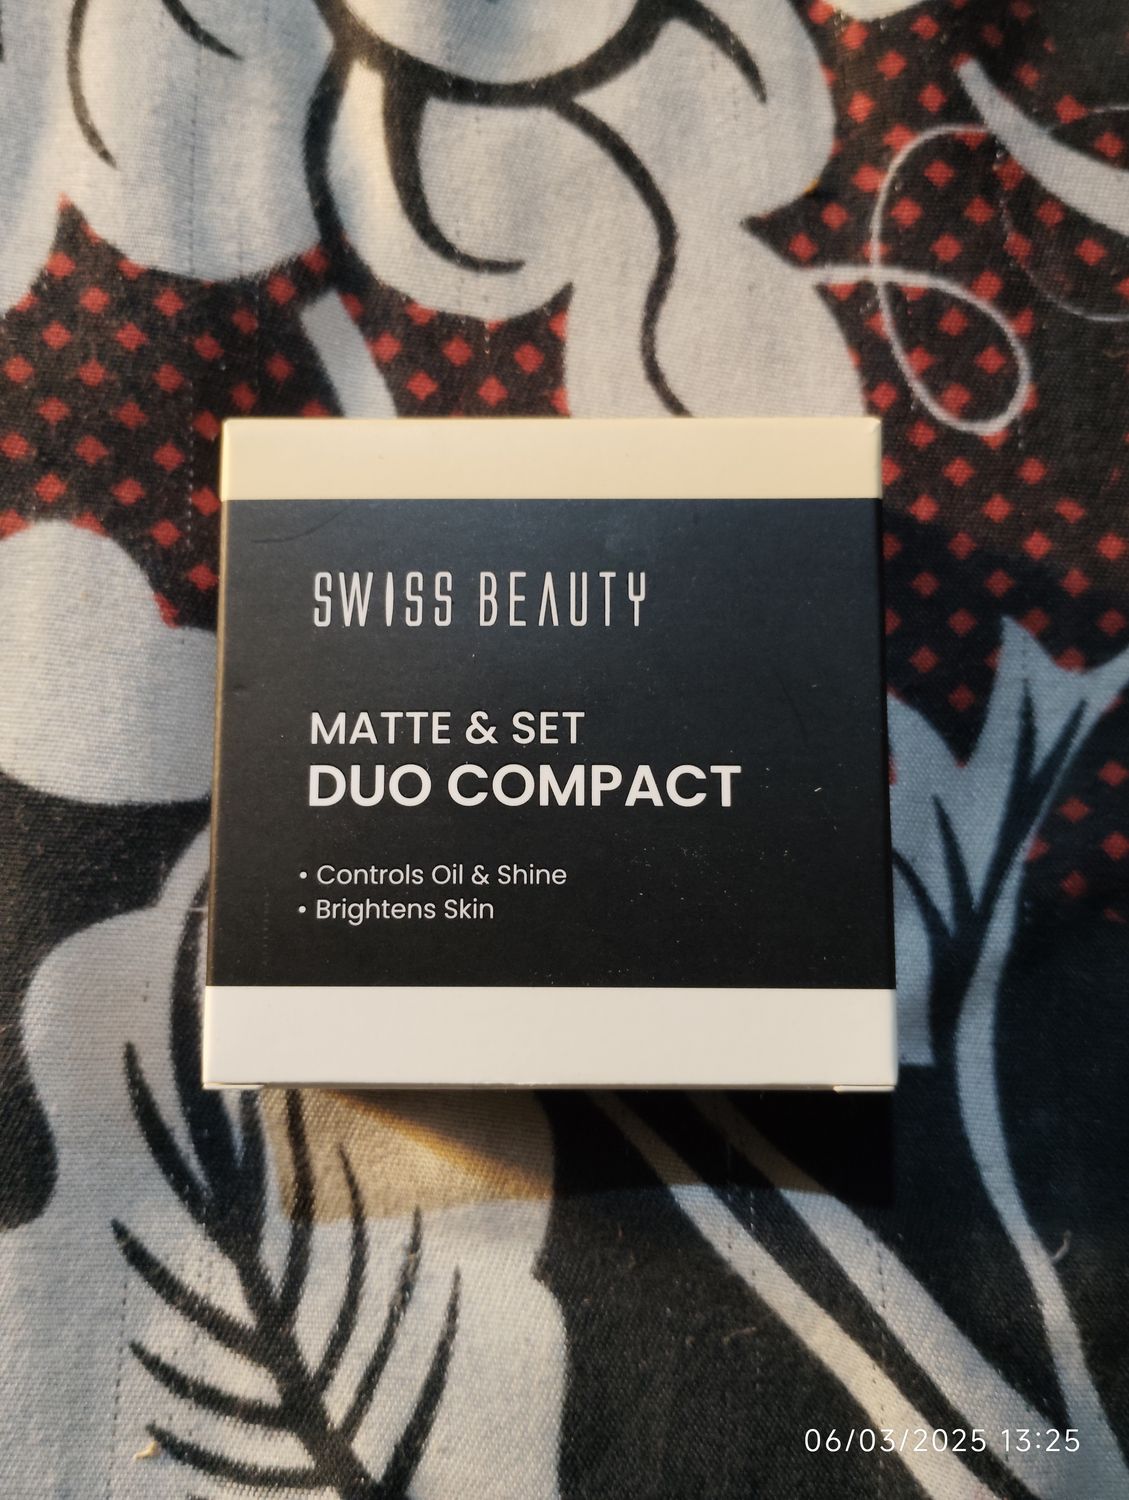 SWISS BEAUTY
MATTE & SET
DUO COMPACT
• Controls Oil & Shine
• Brightens Skin
06/03/2025 13:25